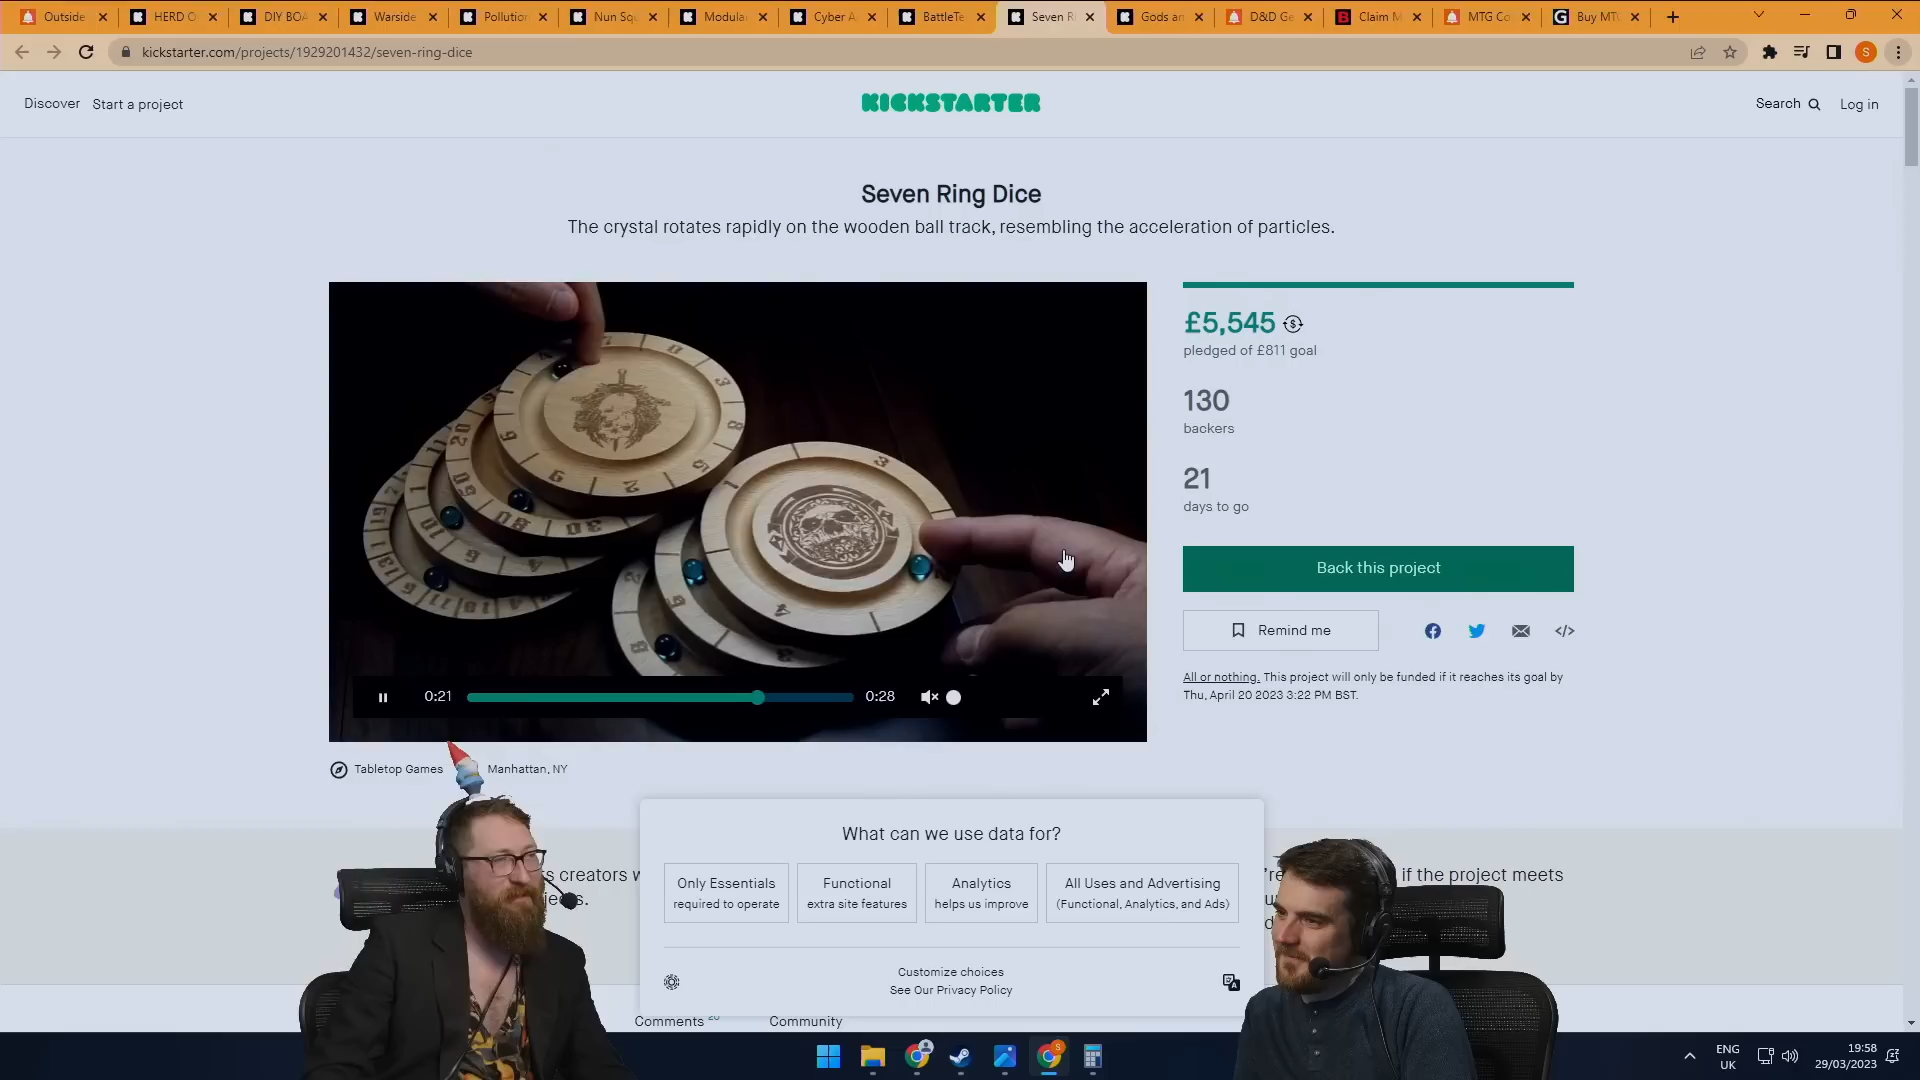 Outside
HERD O
DIY BOA
Warside
Pollution
Nun Squ
Modula
Cyber A
BattleTe
Seven Ri
Gods an
D&D Ge
Claim M
MTG Co
Buy MT
kickstarter.com/projects/1929201432/seven-ring-dice
S
Discover Start a project
KICKSTARTER
Search Log in
Seven Ring Dice
The crystal rotates rapidly on the wooden ball track, resembling the acceleration of particles.
£5,545
pledged of £811 goal
130
backers
21
days to go
Back this project
Remind me
All or nothing. This project will only be funded if it reaches its goal by
Thu, April 20 2023 3:22 PM BST.
0:21 0:28
Tabletop Games Manhattan, NY
What can we use data for?
Only Essentials
required to operate
Functional
extra site features
Analytics
helps us improve
All Uses and Advertising
(Functional, Analytics, and Ads)
Customize choices
See Our Privacy Policy
s creators w
're if the project meets
Comments 20 Community
ENG
UK
19:58
29/03/2023